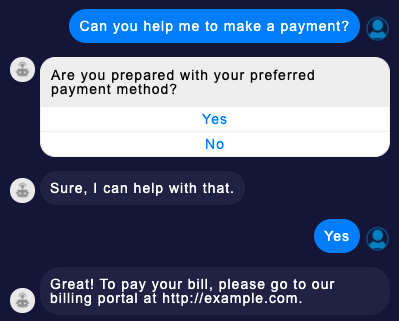 Can you help me to make a payment?
Are you prepared with your preferred
payment method?
Yes
No
Sure, I can help with that.
Yes
Great! To pay your bill, please go to our
billing portal at http://example.com.